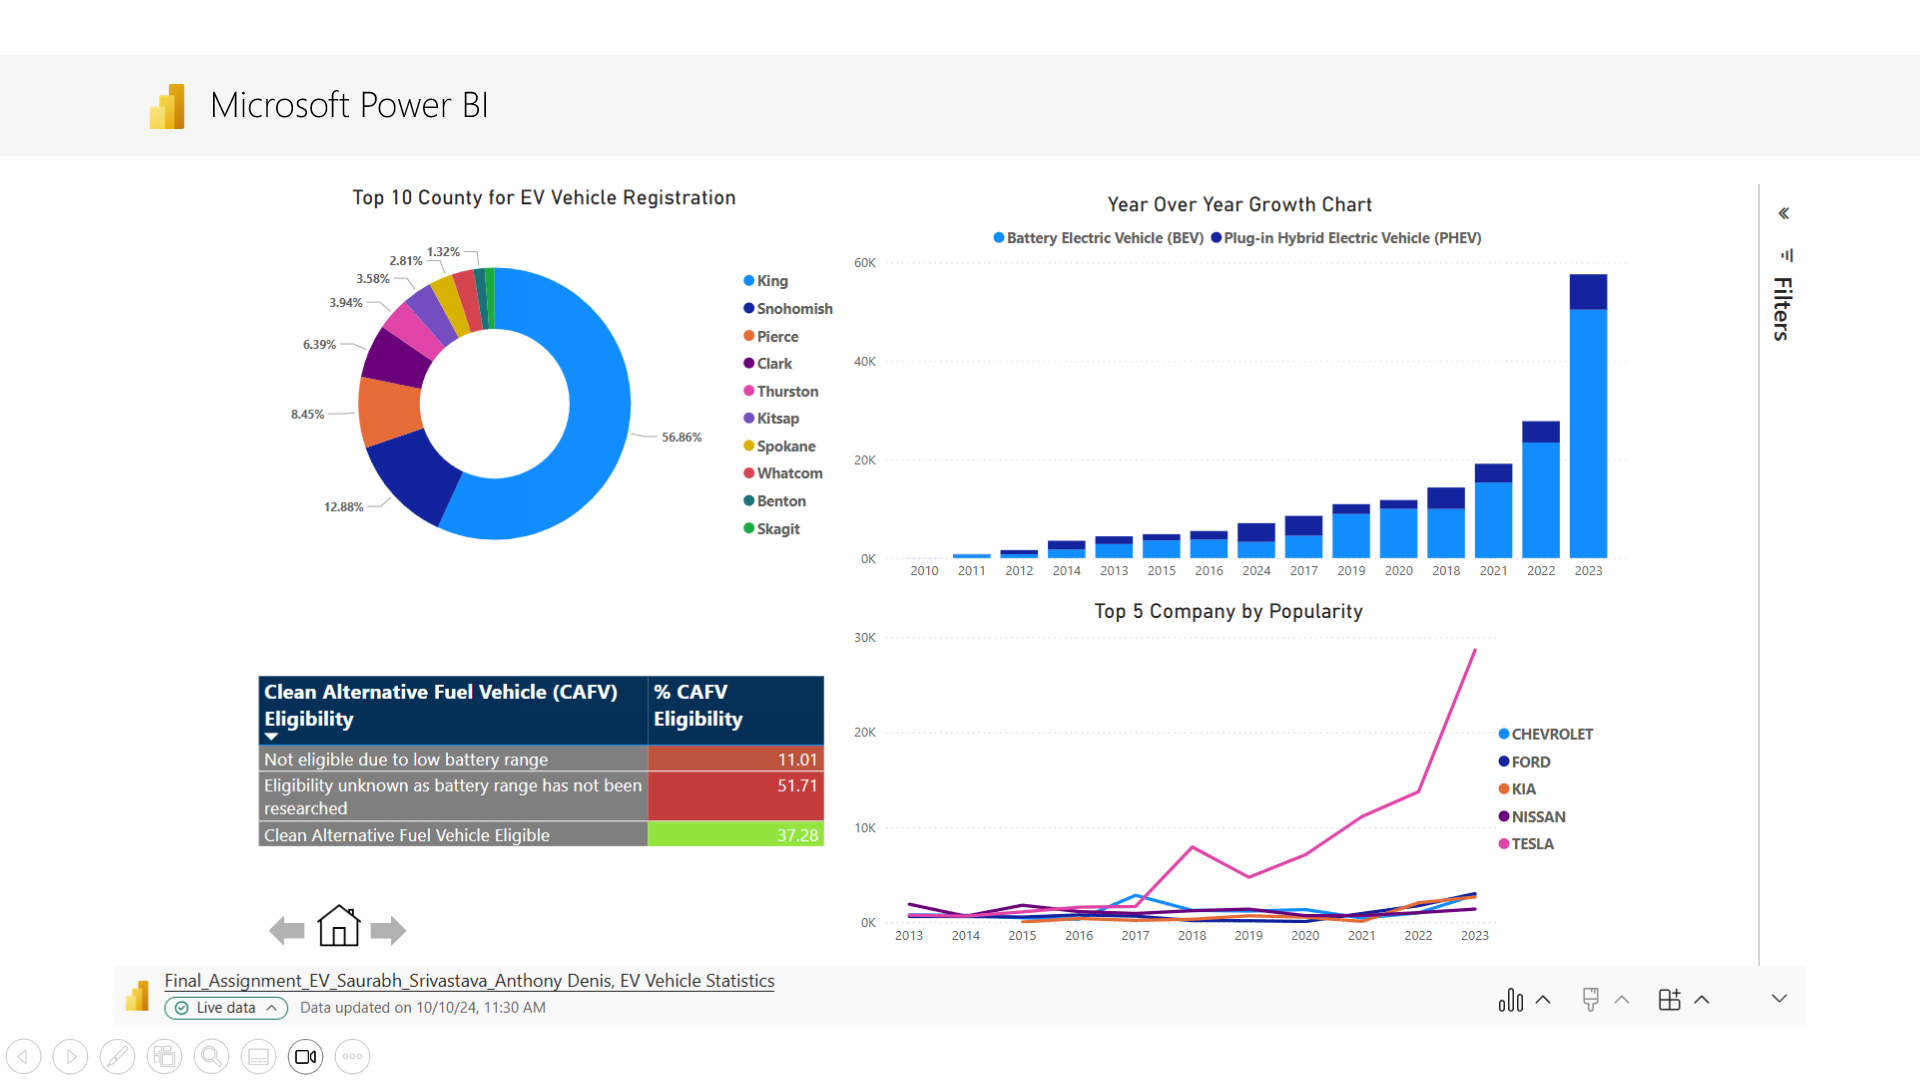 Microsoft Power BI
Top 10 County for EV Vehicle Registration
1.32%
2.81%
3.58%
3.94%
6.39%
8.45%
12.88%
56.86%
King
Snohomish
Pierce
Clark
Thurston
Kitsap
Spokane
Whatcom
Benton
Skagit
Year Over Year Growth Chart
Battery Electric Vehicle (BEV) Plug-in Hybrid Electric Vehicle (PHEV)
60K
40K
20K
0K
2010 2011 2012 2014 2013 2015 2016 2024 2017 2019 2020 2018 2021 2022 2023
Filters
Clean Alternative Fuel Vehicle (CAFV) % CAFV
Eligibility Eligibility
Not eligible due to low battery range 11.01
Eligibility unknown as battery range has not been 51.71
researched
Clean Alternative Fuel Vehicle Eligible 37.28
Top 5 Company by Popularity
30K
20K
10K
0K
2013 2014 2015 2016 2017 2018 2019 2020 2021 2022 2023
CHEVROLET
FORD
KIA
NISSAN
TESLA
Final_Assignment_EV_Saurabh_Srivastava_Anthony Denis, EV Vehicle Statistics
Live data Data updated on 10/10/24, 11:30 AM